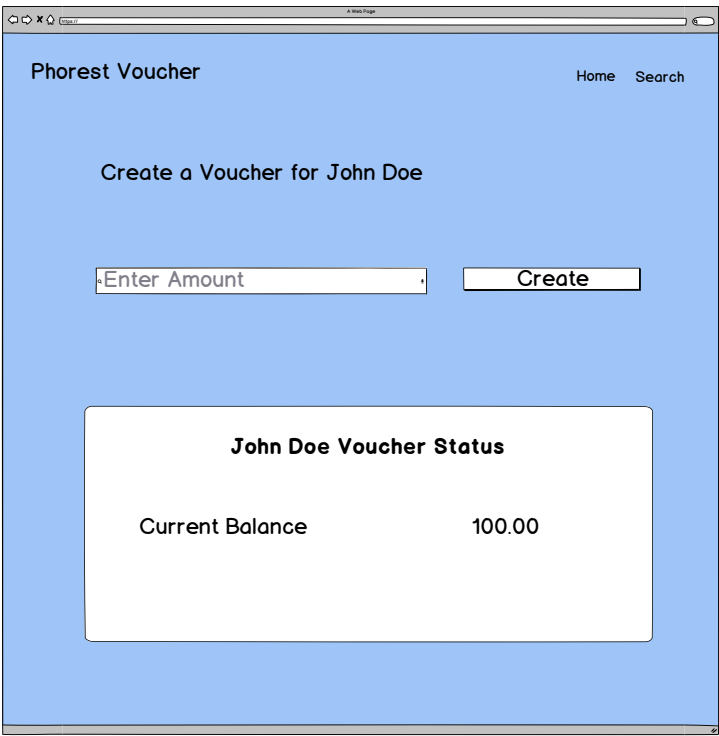 A Web Page
https://
Phorest Voucher
Home
Search
Create a Voucher for John Doe
Enter Amount
Create
John Doe Voucher Status
Current Balance
100.00